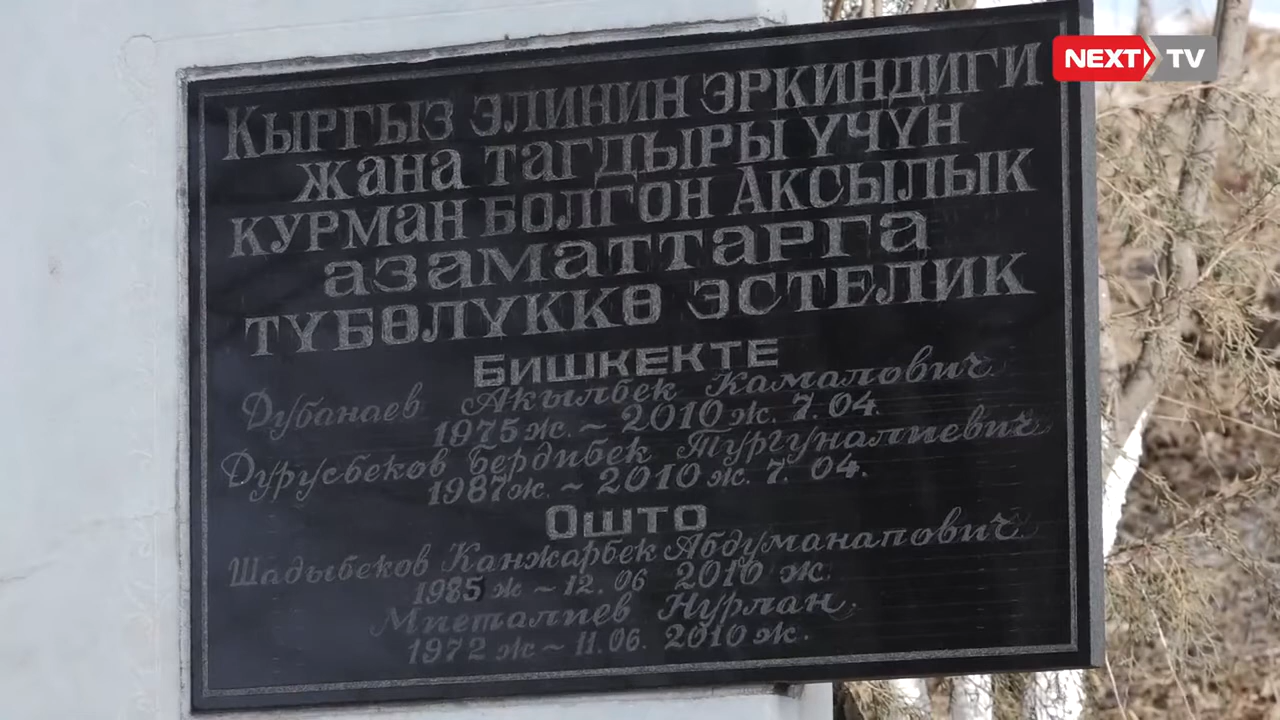 NEXT TV
КЫРГЫЗ ЭЛИНИН ЭРКИНДИГИ
ЖАНА ТАГДЫРЫ ҮЧҮН
КУРМАН БОЛГОН АКСЫЛЫК
АЗАМАТТАРГА
ТҮБӨЛҮККӨ ЭСТЕЛИК
БИШКЕКТЕ
Дубанаев Акылбек Камалович
1975 ж. ~ 2010 ж. 7. 04.
Дурусбеков Бердибек Тургуналиевич
1987 ж. ~ 2010 ж. 7. 04.
ОШТО
Шадыбеков Канжарбек Абдуманапович
1985 ж ~ 12. 06 2010 ж.
Миеталиев Нурлан.
1972 ж ~ 11. 06. 2010 ж.